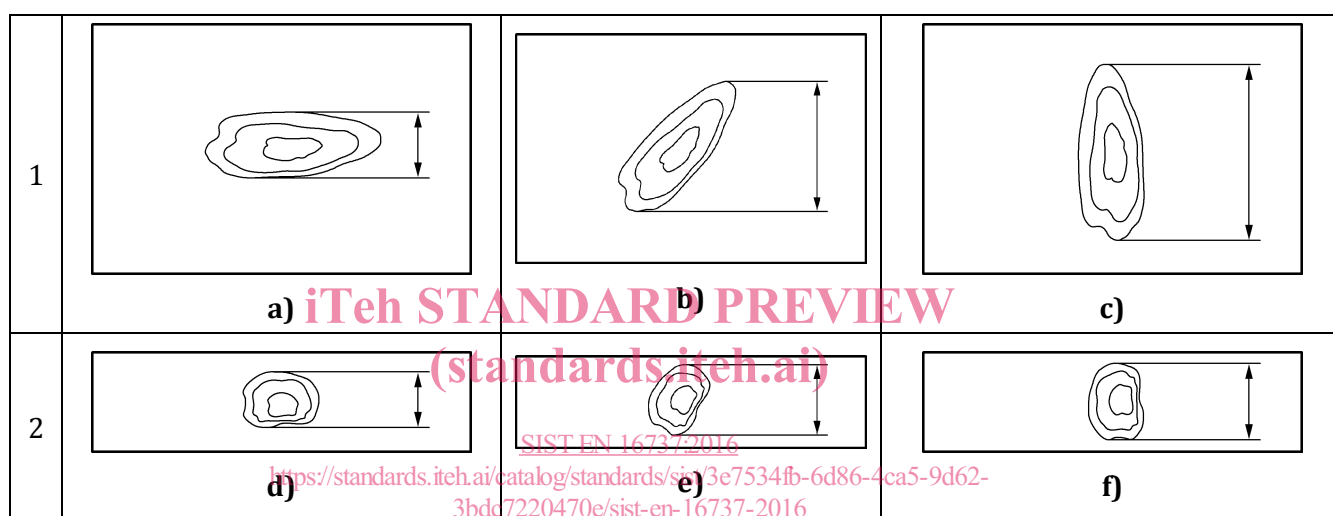 1
a) b) c)
iTeh STANDARD PREVIEW
(standards.iteh.ai)
2
SIST EN 16737:2016
https://standards.iteh.ai/catalog/standards/sist/3e7534fb-6d86-4ca5-9d62-
d) e) f)
3bdc7220470e/sist-en-16737-2016